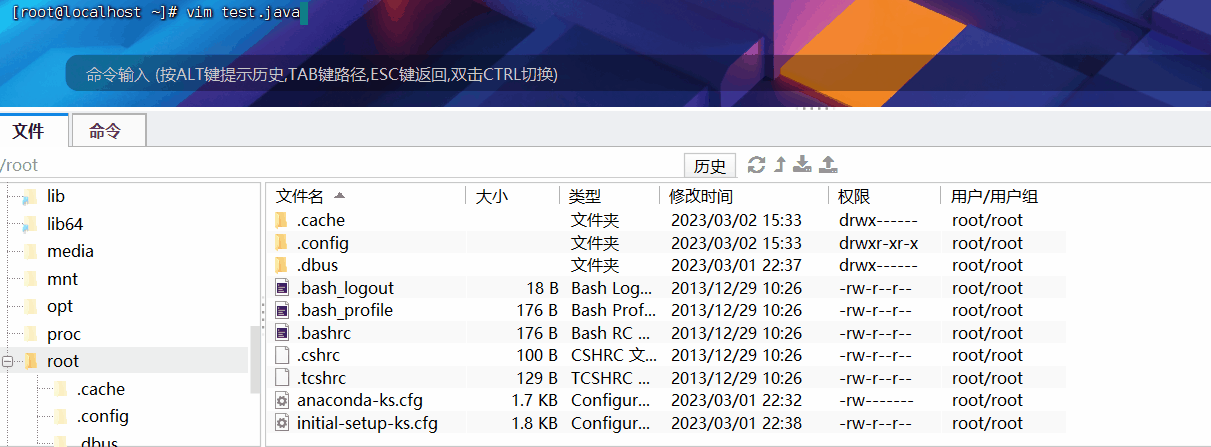 [root@localhost ~]# vim test.java
命令输入 (按ALT键提示历史,TAB键路径,ESC键返回,双击CTRL切换)
文件 命令
/root 历史
文件名 大小 类型 修改时间 权限 用户/用户组
lib
lib64
media
mnt
opt
proc
root
.cache
.config
.dbus
.cache 文件夹 2023/03/02 15:33 drwx------ root/root
.config 文件夹 2023/03/02 15:33 drwxr-xr-x root/root
.dbus 文件夹 2023/03/01 22:37 drwx------ root/root
.bash_logout 18 B Bash Log... 2013/12/29 10:26 -rw-r--r-- root/root
.bash_profile 176 B Bash Prof... 2013/12/29 10:26 -rw-r--r-- root/root
.bashrc 176 B Bash RC ... 2013/12/29 10:26 -rw-r--r-- root/root
.cshrc 100 B CSHRC 文... 2013/12/29 10:26 -rw-r--r-- root/root
.tcshrc 129 B TCSHRC ... 2013/12/29 10:26 -rw-r--r-- root/root
anaconda-ks.cfg 1.7 KB Configur... 2023/03/01 22:32 -rw------- root/root
initial-setup-ks.cfg 1.8 KB Configur... 2023/03/01 22:38 -rw-r--r-- root/root